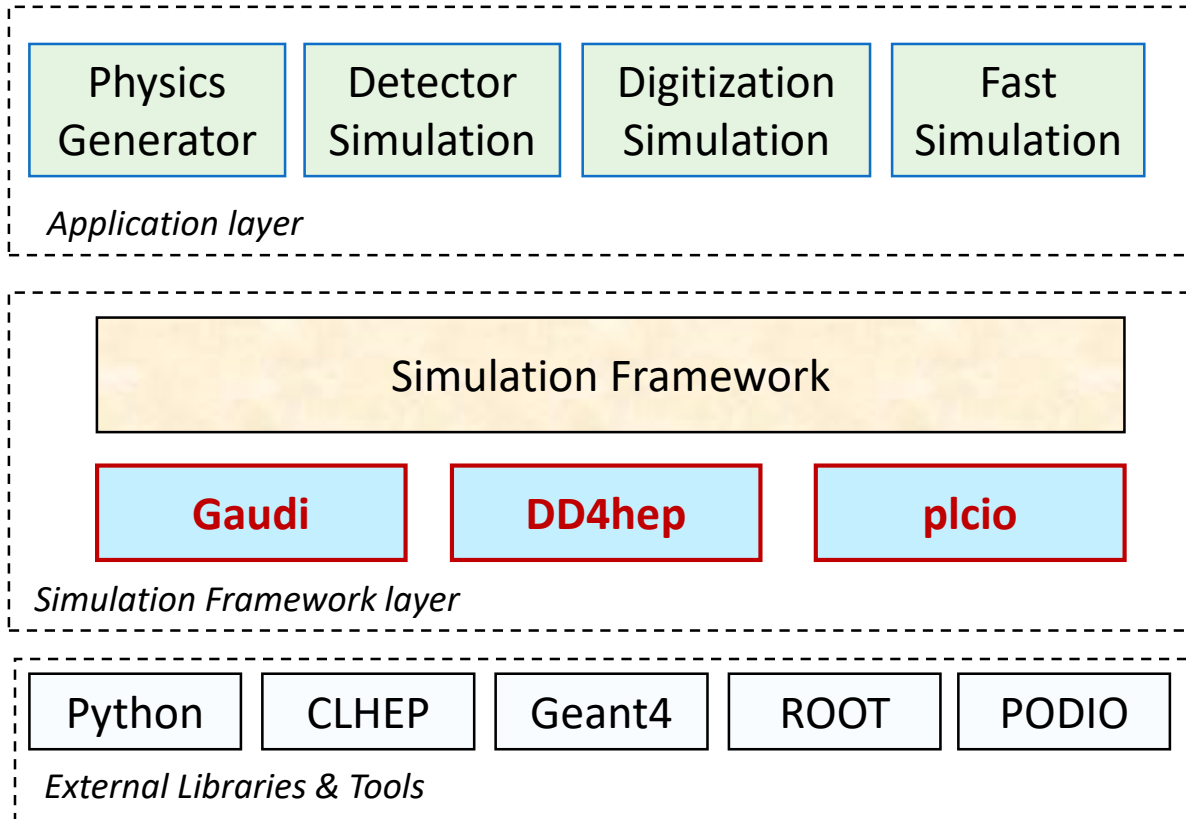 Physics
Generator
Detector
Simulation
Digitization
Simulation
Fast
Simulation
Application layer
Simulation Framework
Gaudi
DD4hep
plcio
Simulation Framework layer
Python
CLHEP
Geant4
ROOT
PODIO
External Libraries & Tools